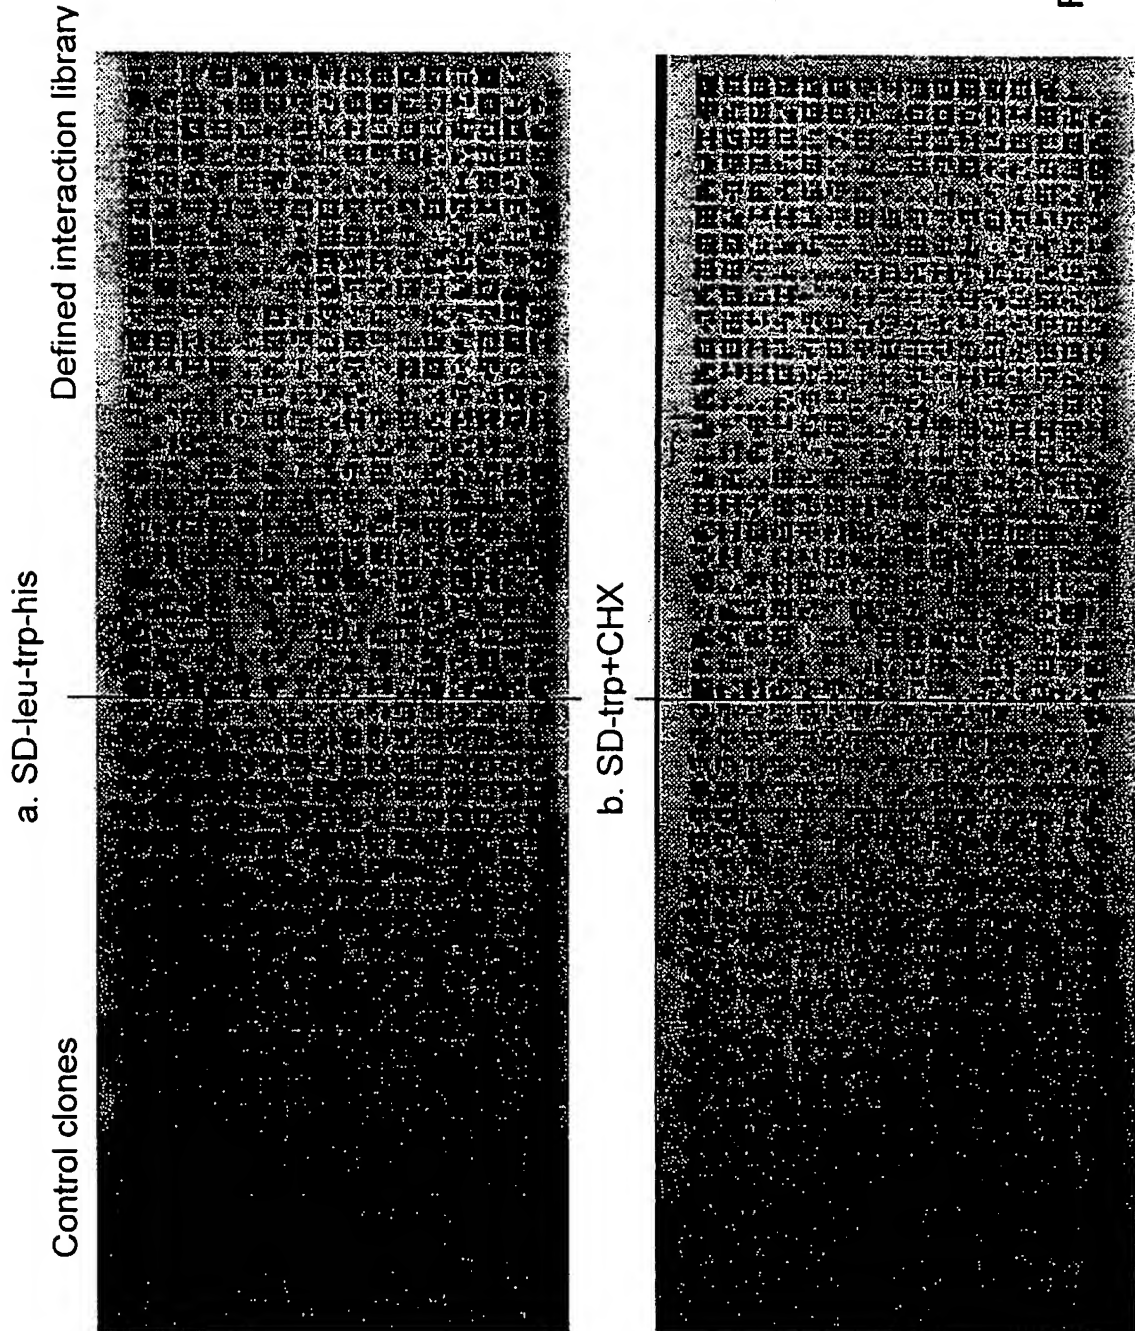 a. SD-leu-trp-his
Control clones
Defined interaction library
b. SD-trp+CHX